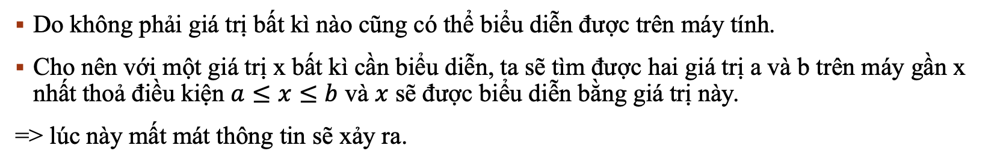 ▪ Do không phải giá trị bất kì nào cũng có thể biểu diễn được trên máy tính.
▪ Cho nên với một giá trị x bất kì cần biểu diễn, ta sẽ tìm được hai giá trị a và b trên máy gần x
nhất thoả điều kiện a ≤ x ≤ b và x sẽ được biểu diễn bằng giá trị này.
=> lúc này mất mát thông tin sẽ xảy ra.